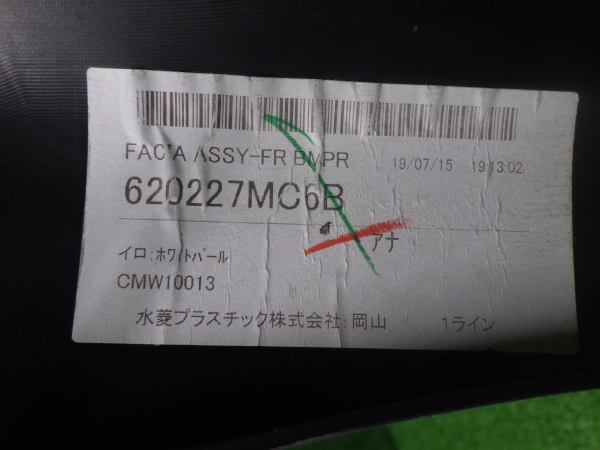 FACIA ASSY-FR BMPR 19/07/15 19:13:02
620227MC6B
アナ
イロ:ホワイトパール
CMW10013
水菱プラスチック株式会社:岡山 1ライン